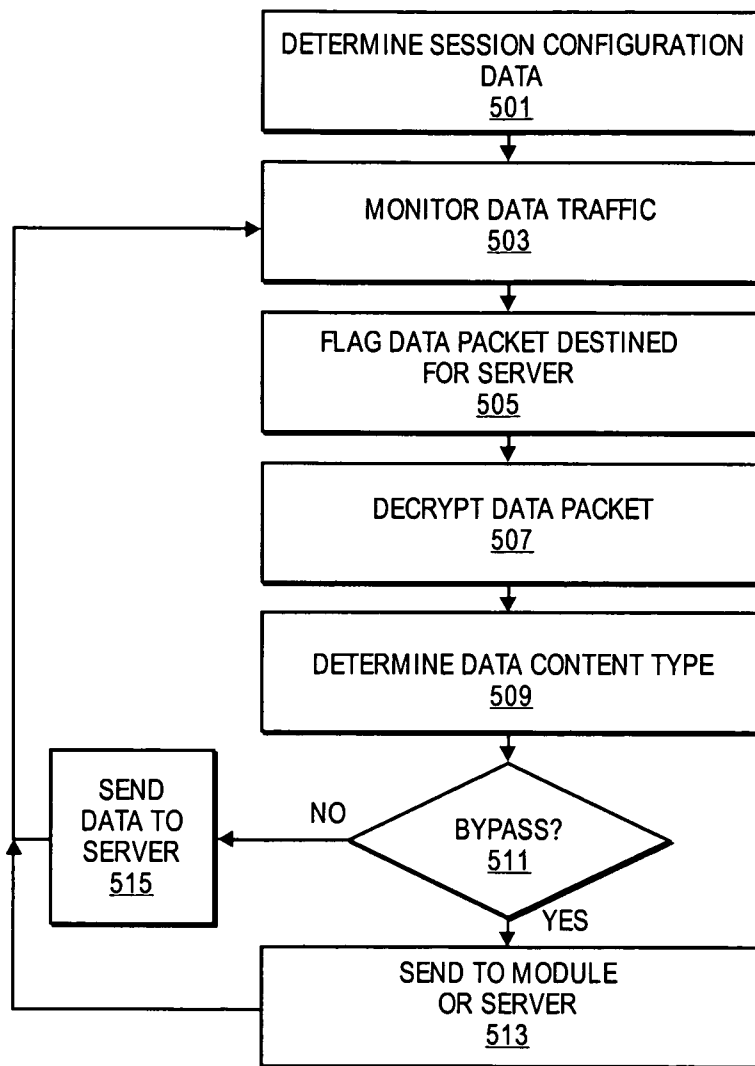 DETERMINE SESSION CONFIGURATION
DATA
501
MONITOR DATA TRAFFIC
503
FLAG DATA PACKET DESTINED
FOR SERVER
505
DECRYPT DATA PACKET
507
DETERMINE DATA CONTENT TYPE
509
SEND
DATA TO
SERVER
515
NO
BYPASS?
511
YES
SEND TO MODULE
OR SERVER
513